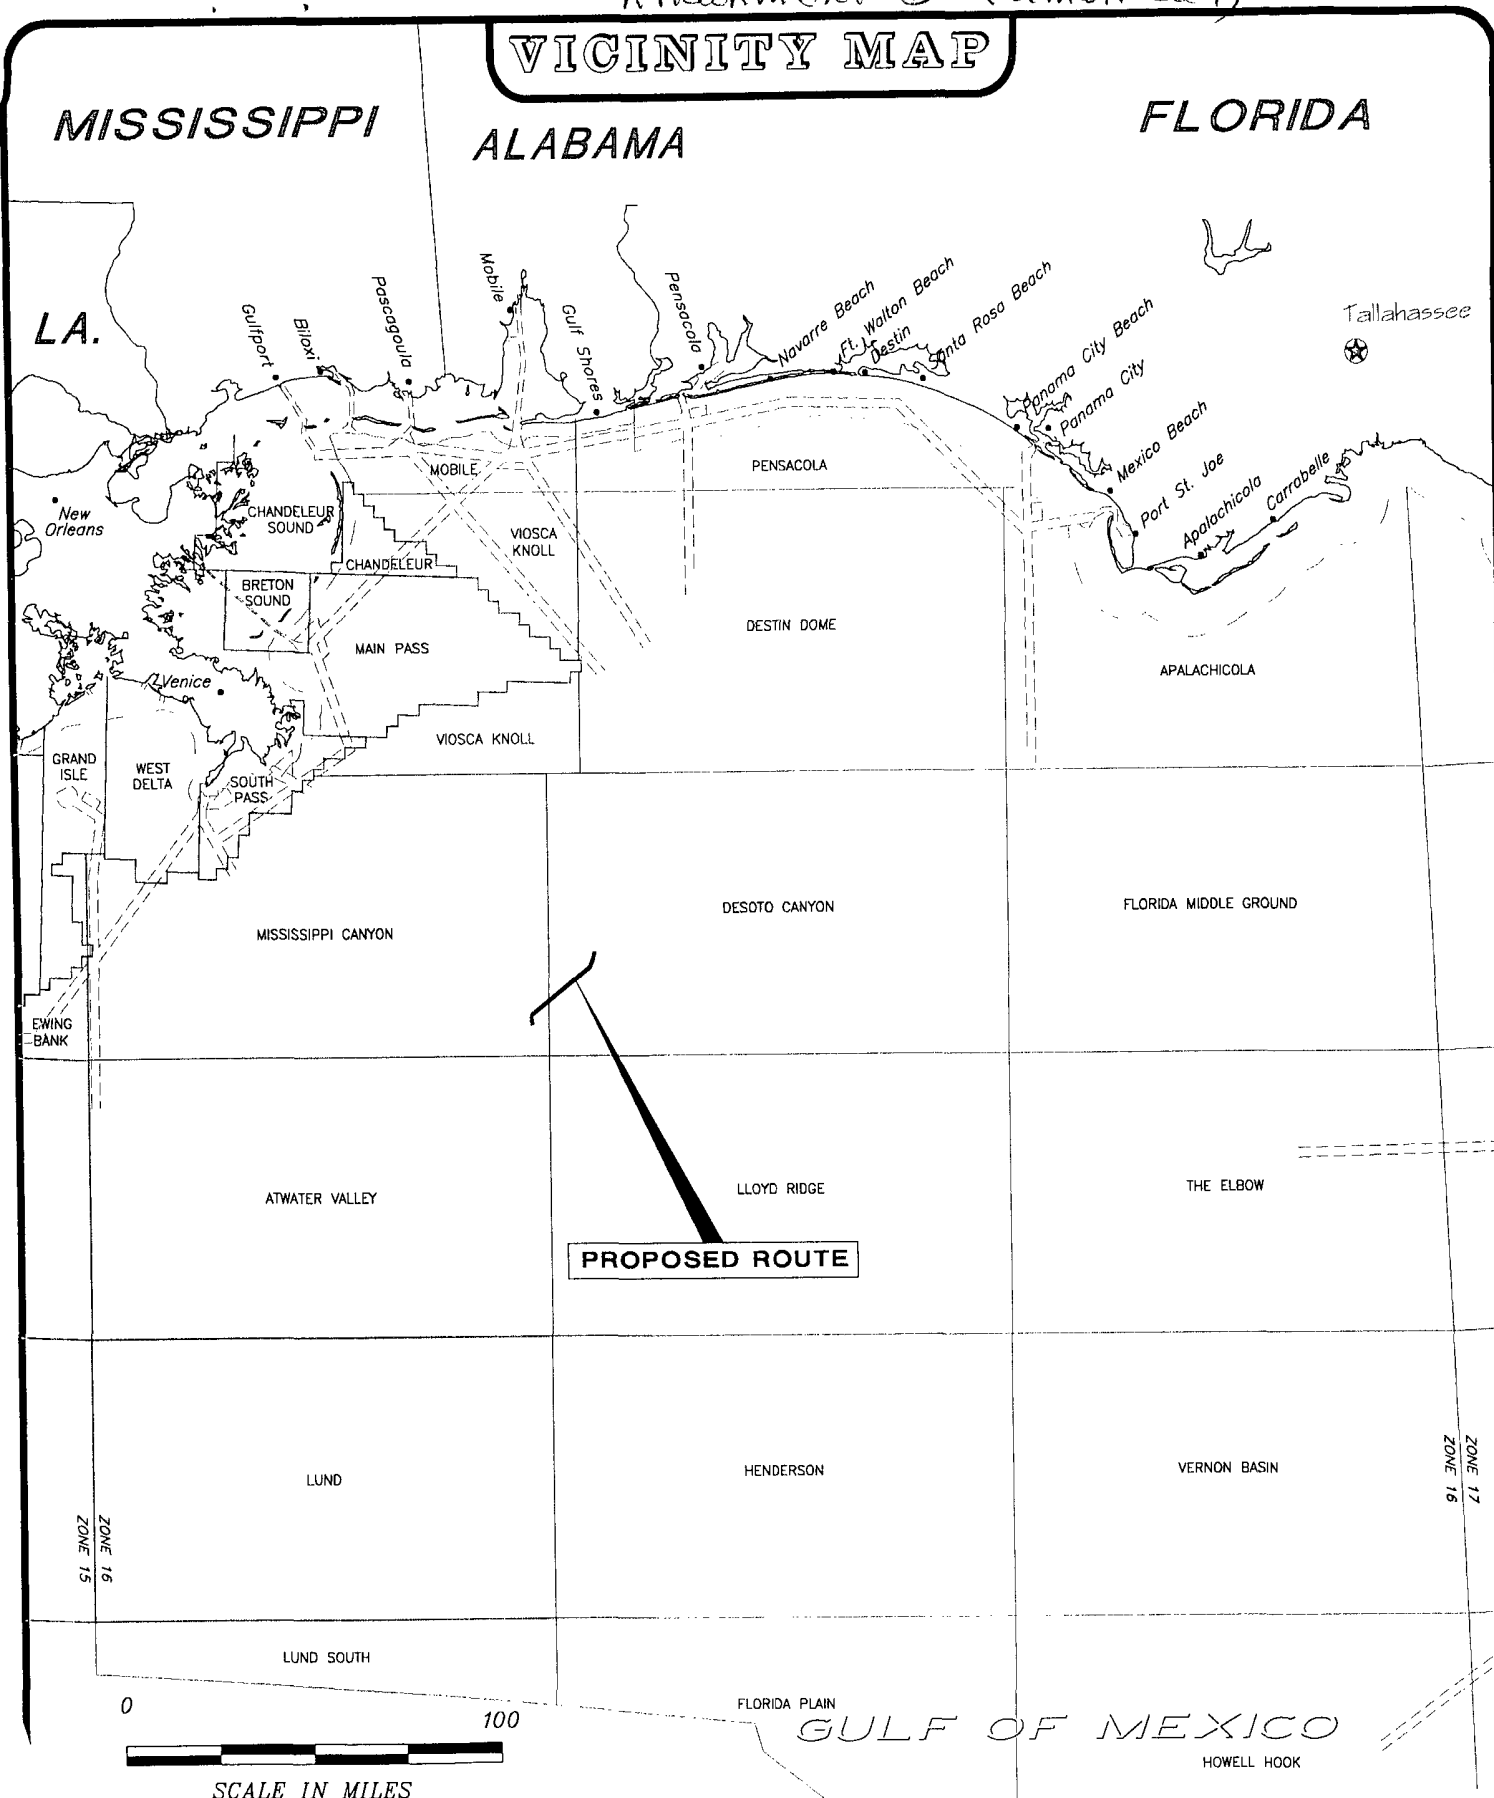 VICINITY MAP
MISSISSIPPI
ALABAMA
FLORIDA
LA.
Gulfport
Biloxi
Pascagoula
Mobile
Gulf Shores
Pensacola
Navarre Beach
Ft. Walton Beach
Destin
Rosa Beach
Panama City Beach
Panama City
Mexico Beach
Port St. Joe
Apalachicola
Carrabelle
Tallahassee
New
Orleans
Venice
MOBILE
PENSACOLA
CHANDELEUR
SOUND
VIOSCA
KNOLL
CHANDELEUR
BRETON
SOUND
MAIN PASS
DESTIN DOME
APALACHICOLA
VIOSCA KNOLL
GRAND
ISLE
WEST
DELTA
SOUTH
PASS
MISSISSIPPI CANYON
DESOTO CANYON
FLORIDA MIDDLE GROUND
EWING
BANK
ATWATER VALLEY
LLOYD RIDGE
THE ELBOW
PROPOSED ROUTE
LUND
HENDERSON
VERNON BASIN
ZONE 15
ZONE 16
ZONE 16
ZONE 17
LUND SOUTH
FLORIDA PLAIN
GULF OF MEXICO
HOWELL HOOK
0 100
SCALE IN MILES